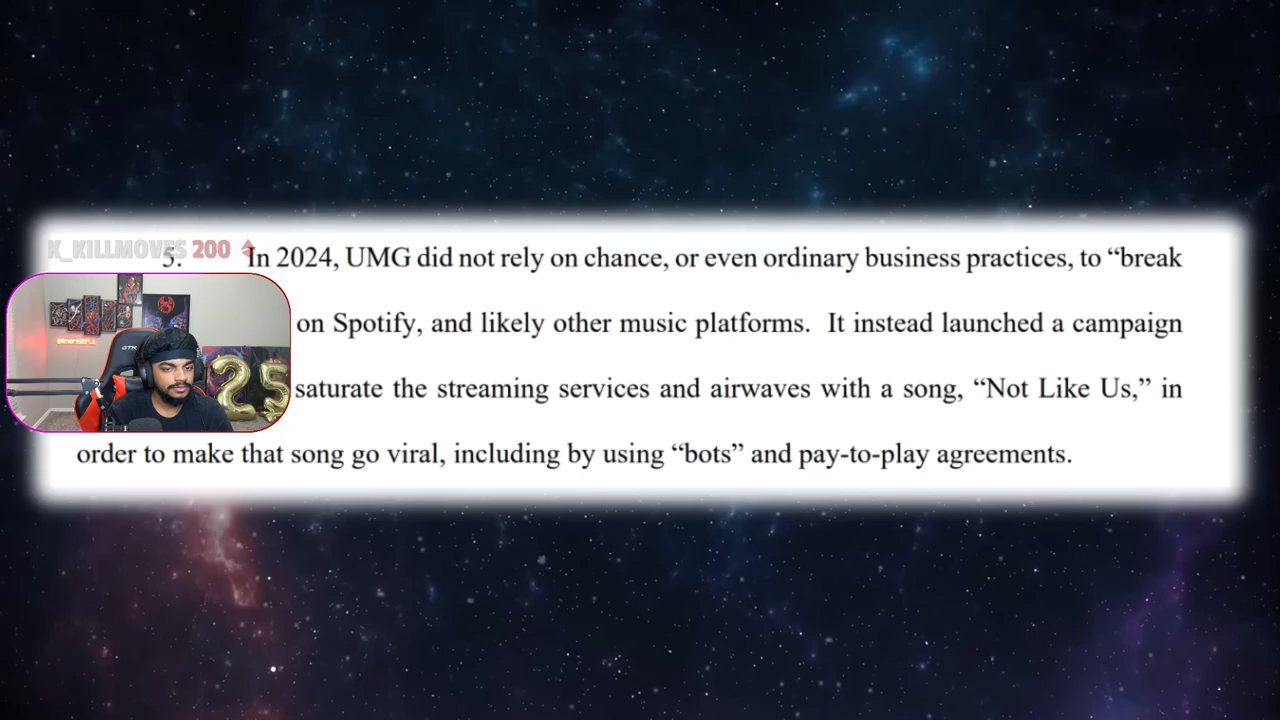 K_KILLMOVES 200
5. In 2024, UMG did not rely on chance, or even ordinary business practices, to “break
on Spotify, and likely other music platforms. It instead launched a campaign
saturate the streaming services and airwaves with a song, “Not Like Us,” in
order to make that song go viral, including by using “bots” and pay-to-play agreements.
GTR
25